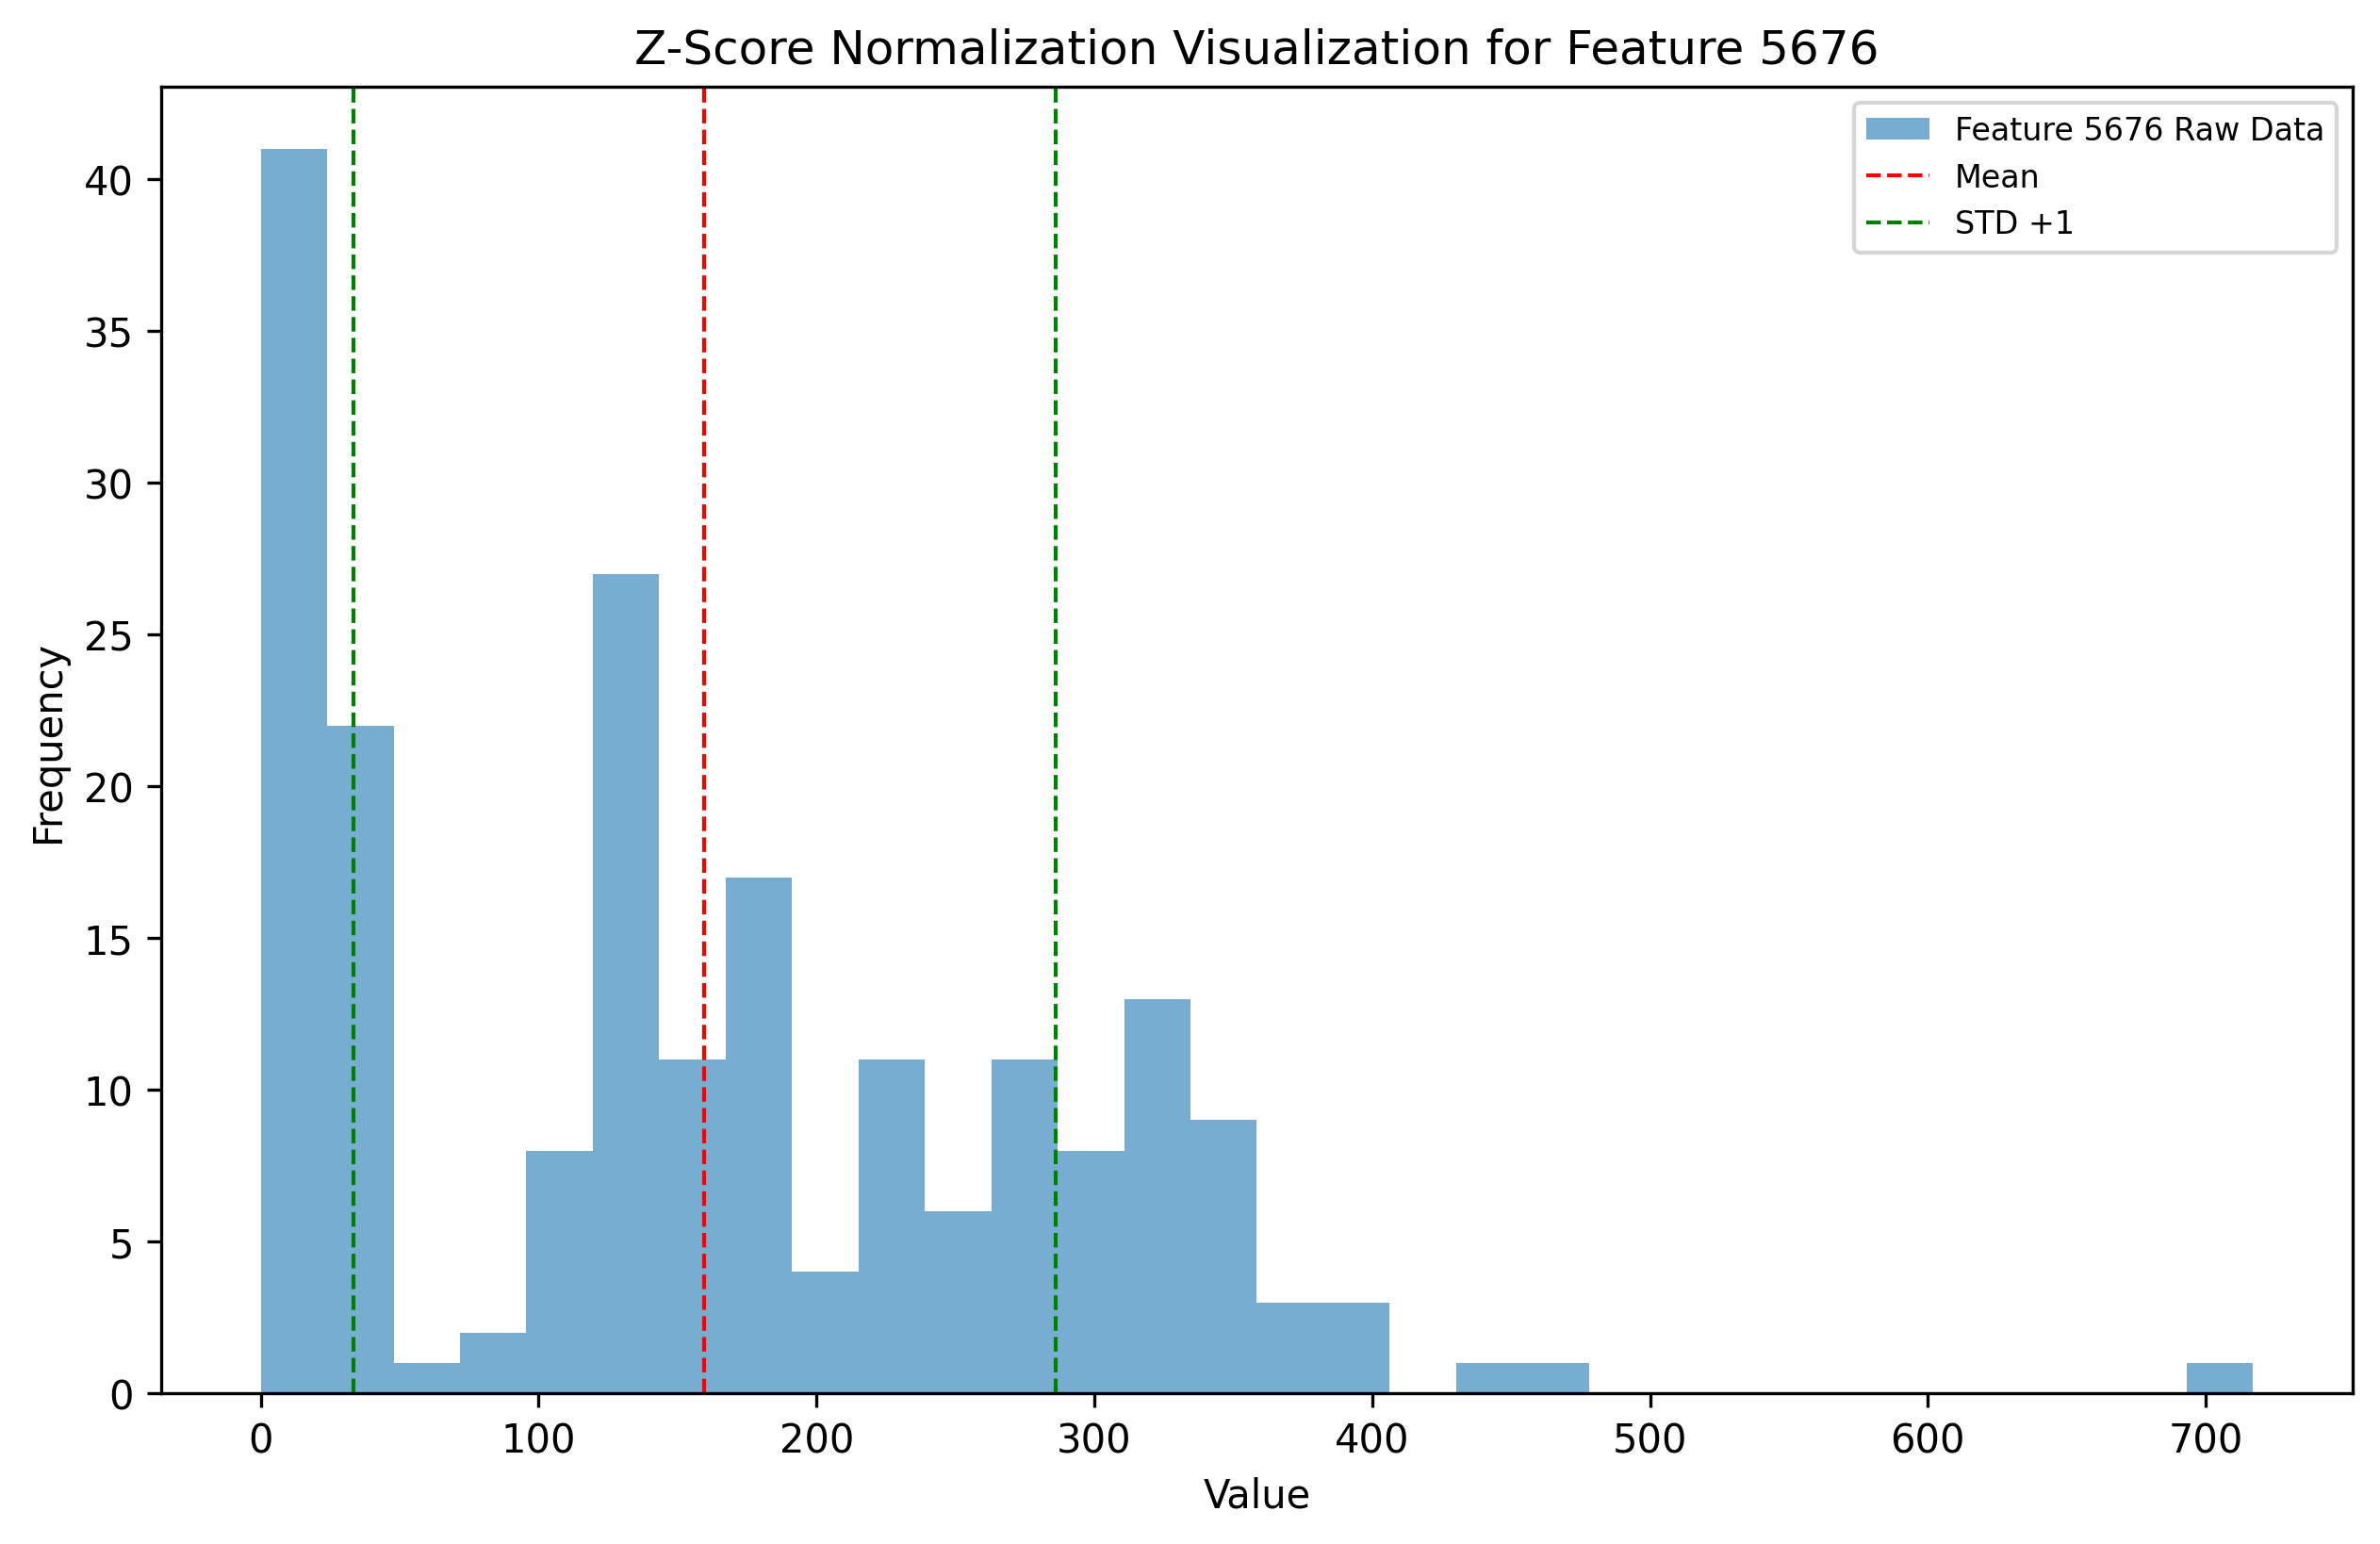 Z-Score Normalization Visualization for Feature 5676
Feature 5676 Raw Data
Mean
STD +1
40
35
30
25
20
15
10
5
0
Frequency
0 100 200 300 400 500 600 700
Value